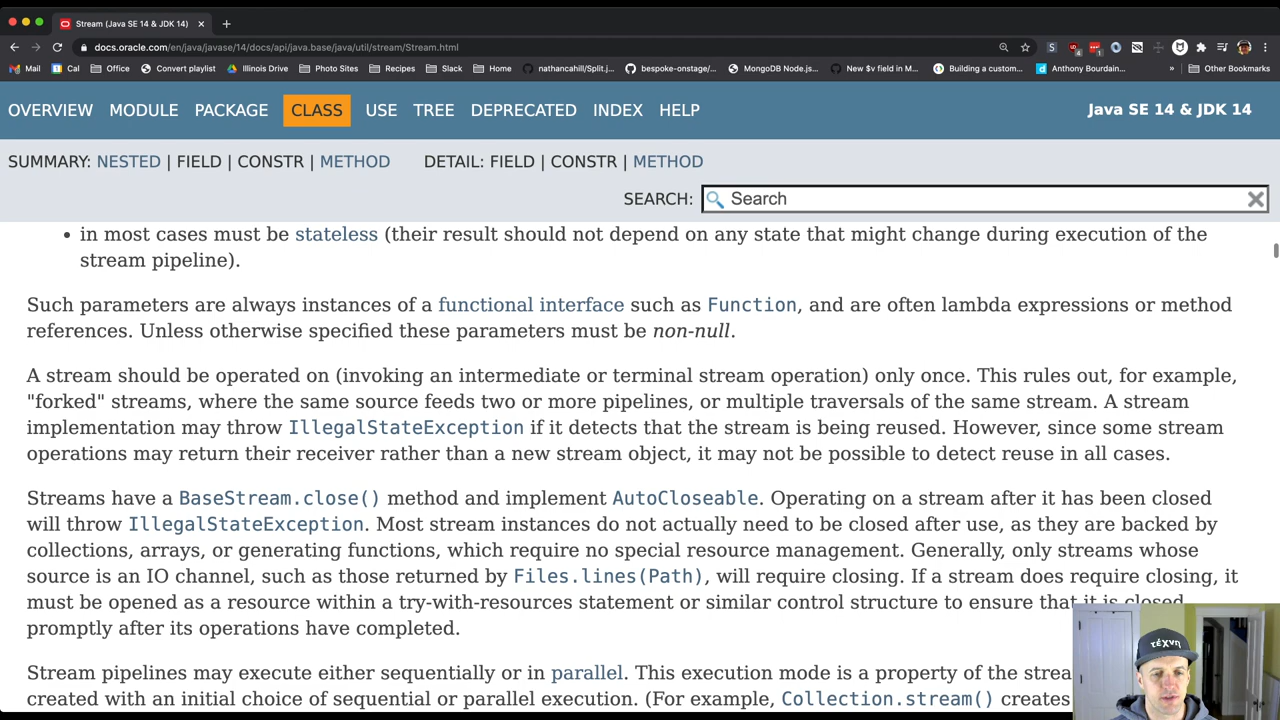 Stream (Java SE 14 & JDK 14)
docs.oracle.com/en/java/javase/14/docs/api/java.base/java/util/stream/Stream.html
Mail Cal Office Convert playlist Illinois Drive Photo Sites Recipes Slack Home nathancahill/Split.j... bespoke-onstage/... MongoDB Node.js... New $v field in M... Building a custom... Anthony Bourdain... » Other Bookmarks
OVERVIEW MODULE PACKAGE CLASS USE TREE DEPRECATED INDEX HELP Java SE 14 & JDK 14
SUMMARY: NESTED | FIELD | CONSTR | METHOD DETAIL: FIELD | CONSTR | METHOD
SEARCH: Search
• in most cases must be stateless (their result should not depend on any state that might change during execution of the
stream pipeline).
Such parameters are always instances of a functional interface such as Function, and are often lambda expressions or method
references. Unless otherwise specified these parameters must be non-null.
A stream should be operated on (invoking an intermediate or terminal stream operation) only once. This rules out, for example,
"forked" streams, where the same source feeds two or more pipelines, or multiple traversals of the same stream. A stream
implementation may throw IllegalStateException if it detects that the stream is being reused. However, since some stream
operations may return their receiver rather than a new stream object, it may not be possible to detect reuse in all cases.
Streams have a BaseStream.close() method and implement AutoCloseable. Operating on a stream after it has been closed
will throw IllegalStateException. Most stream instances do not actually need to be closed after use, as they are backed by
collections, arrays, or generating functions, which require no special resource management. Generally, only streams whose
source is an IO channel, such as those returned by Files.lines(Path), will require closing. If a stream does require closing, it
must be opened as a resource within a try-with-resources statement or similar control structure to ensure that it is closed
promptly after its operations have completed.
Stream pipelines may execute either sequentially or in parallel. This execution mode is a property of the strea
created with an initial choice of sequential or parallel execution. (For example, Collection.stream() creates
τέχνη